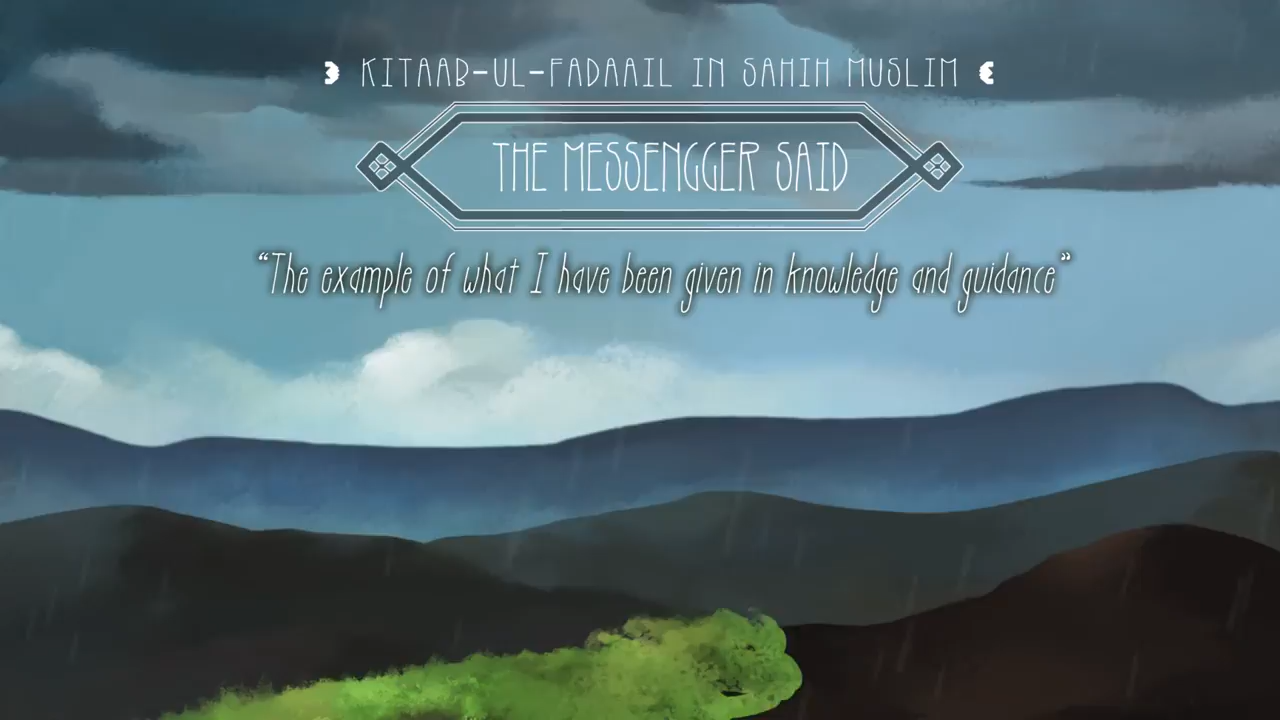 KITAAB-UL-FADAAIL IN SAHIH MUSLIM
THE MESSENGGER SAID
“The example of what I have been given in knowledge and guidance”